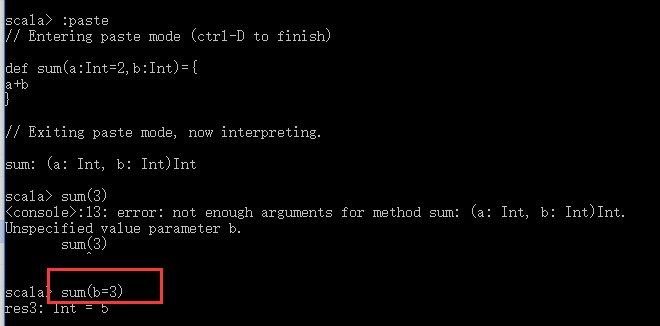 scala> :paste
// Entering paste mode (ctrl-D to finish)
def sum(a:Int=2,b:Int)={
a+b
}
// Exiting paste mode, now interpreting.
sum: (a: Int, b: Int)Int
scala> sum(3)
<console>:13: error: not enough arguments for method sum: (a: Int, b: Int)Int.
Unspecified value parameter b.
sum(3)
^
scala> sum(b=3)
res3: Int = 5